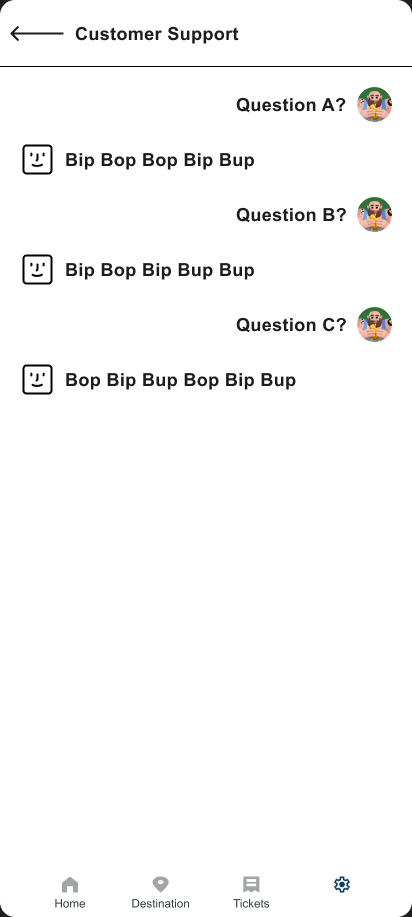 Customer Support
Question A?
Bip Bop Bop Bip Bup
Question B?
Bip Bop Bip Bup Bup
Question C?
Bop Bip Bup Bop Bip Bup
Home Destination Tickets